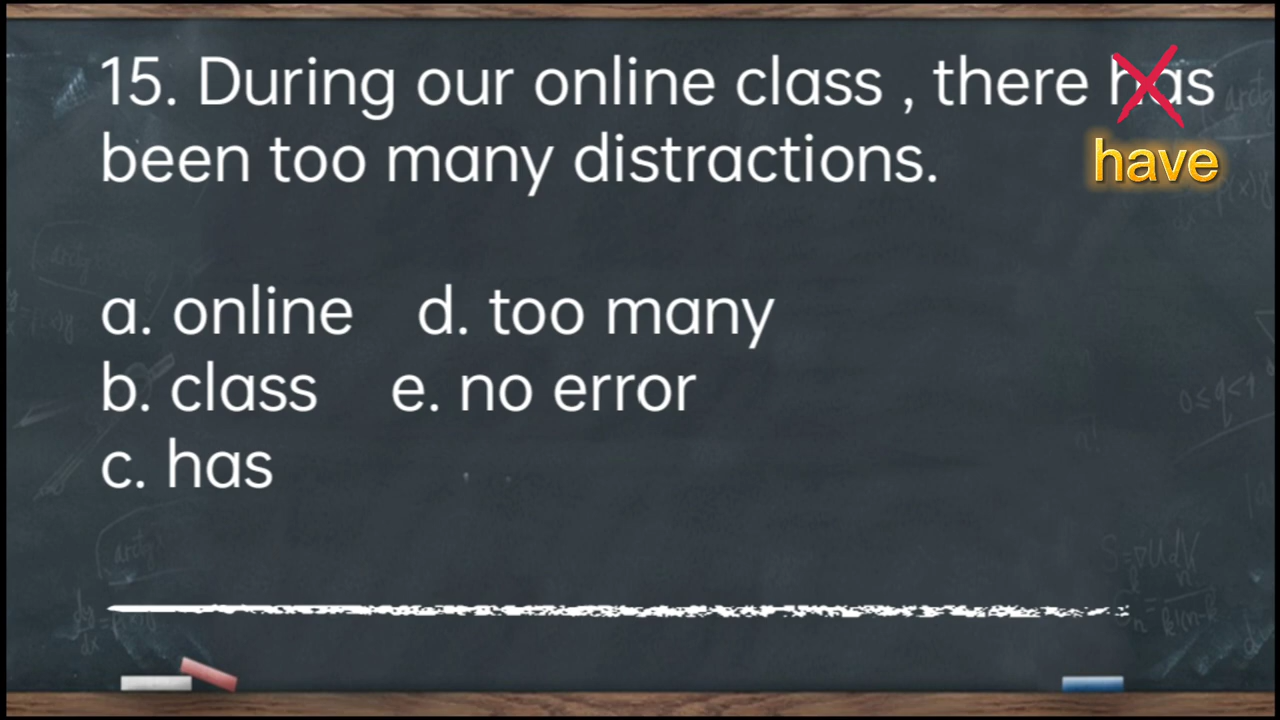 15. During our online class , there has
been too many distractions.
have
a. online d. too many
b. class e. no error
c. has